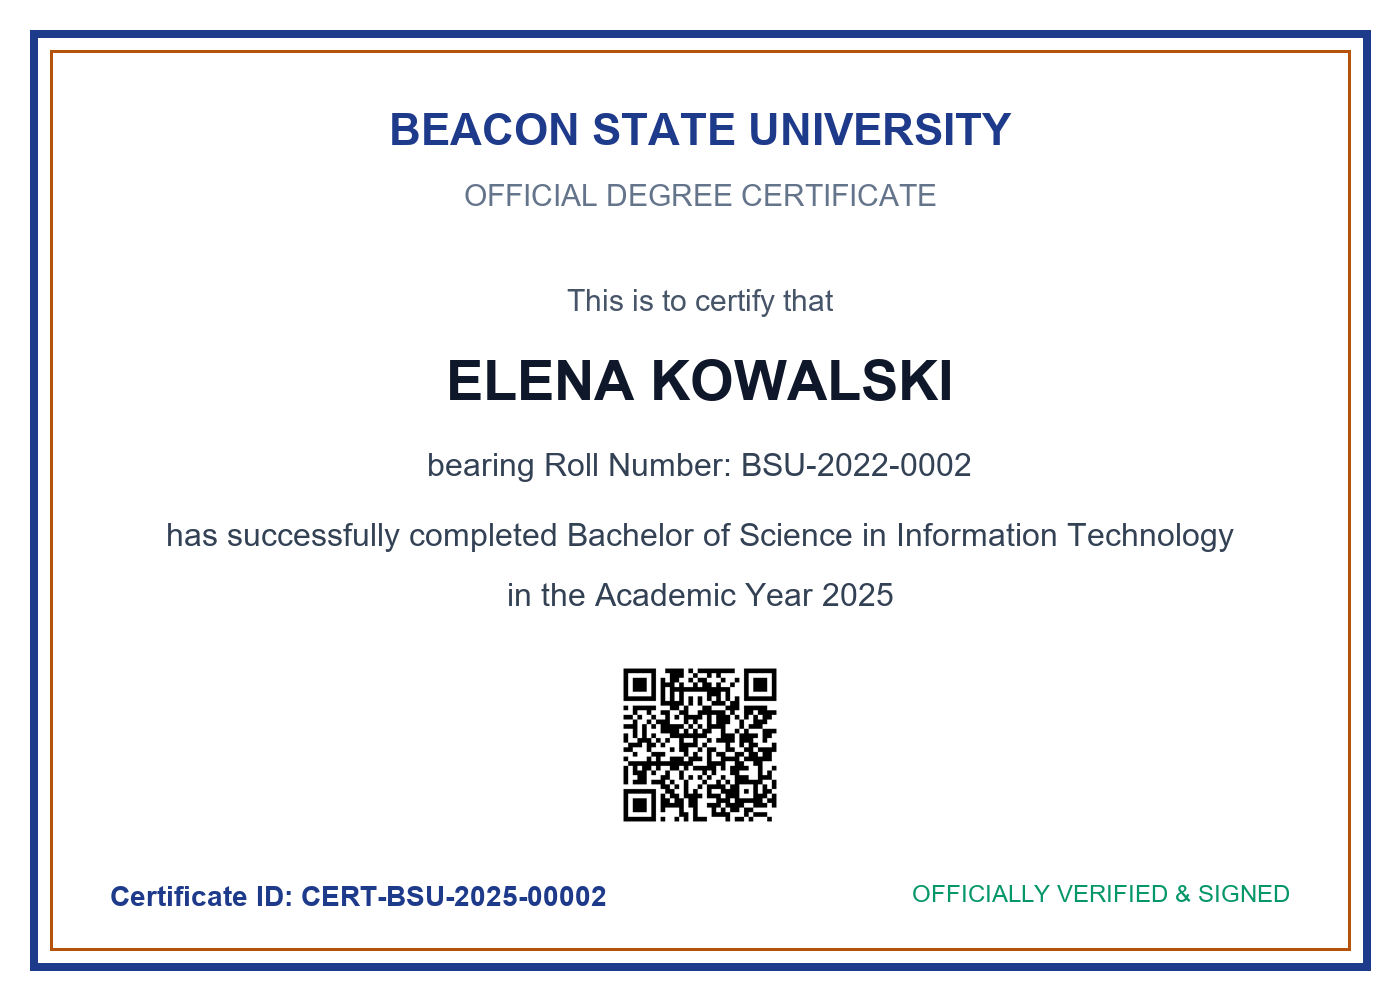 BEACON STATE UNIVERSITY
OFFICIAL DEGREE CERTIFICATE
This is to certify that
ELENA KOWALSKI
bearing Roll Number: BSU-2022-0002
has successfully completed Bachelor of Science in Information Technology
in the Academic Year 2025
Certificate ID: CERT-BSU-2025-00002
OFFICIALLY VERIFIED & SIGNED